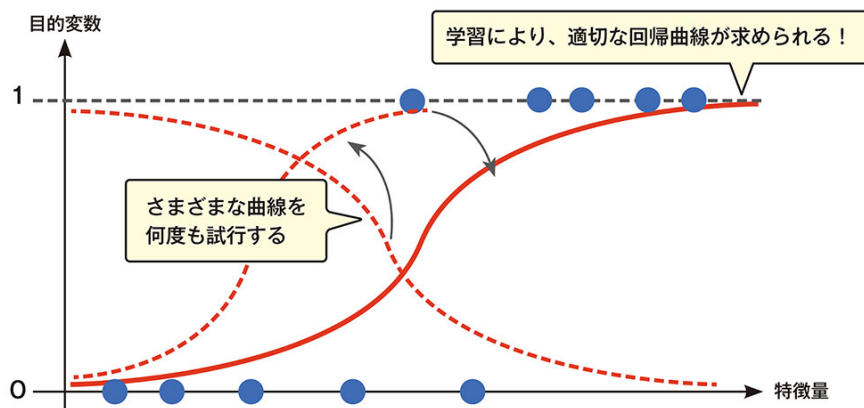 目的変数
学習により、適切な回帰曲線が求められる！
1
さまざまな曲線を
何度も試行する
0
特徴量